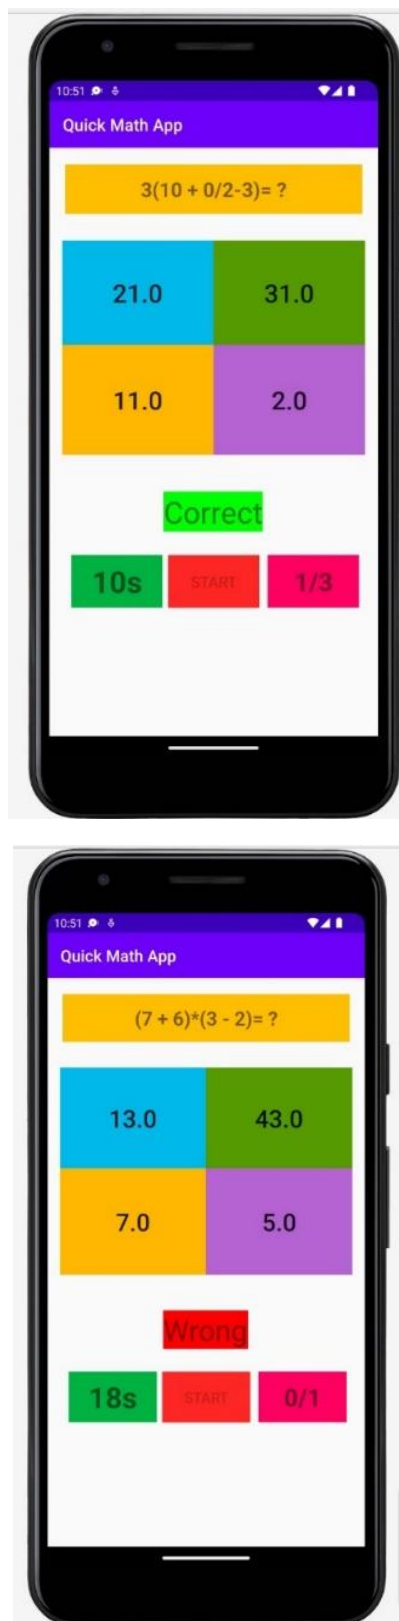 10:51
Quick Math App
3(10 + 0/2-3)= ?
21.0 31.0
11.0 2.0
Correct
10s START 1/3
10:51
Quick Math App
(7 + 6)*(3 - 2)= ?
13.0 43.0
7.0 5.0
Wrong
18s START 0/1